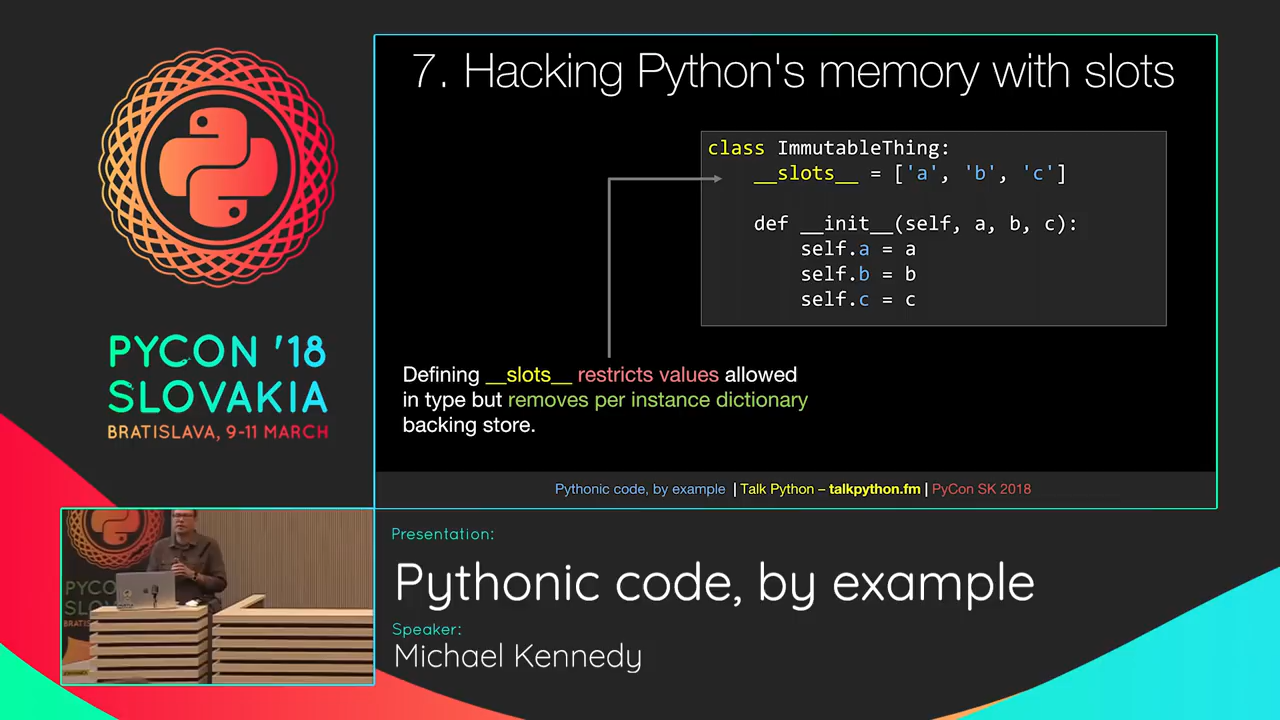 7. Hacking Python's memory with slots
class ImmutableThing:
__slots__ = ['a', 'b', 'c']
def __init__(self, a, b, c):
self.a = a
self.b = b
self.c = c
Defining __slots__ restricts values allowed
in type but removes per instance dictionary
backing store.
Pythonic code, by example | Talk Python – talkpython.fm | PyCon SK 2018
PYCON '18
SLOVAKIA
BRATISLAVA, 9-11 MARCH
Presentation:
Pythonic code, by example
Speaker:
Michael Kennedy